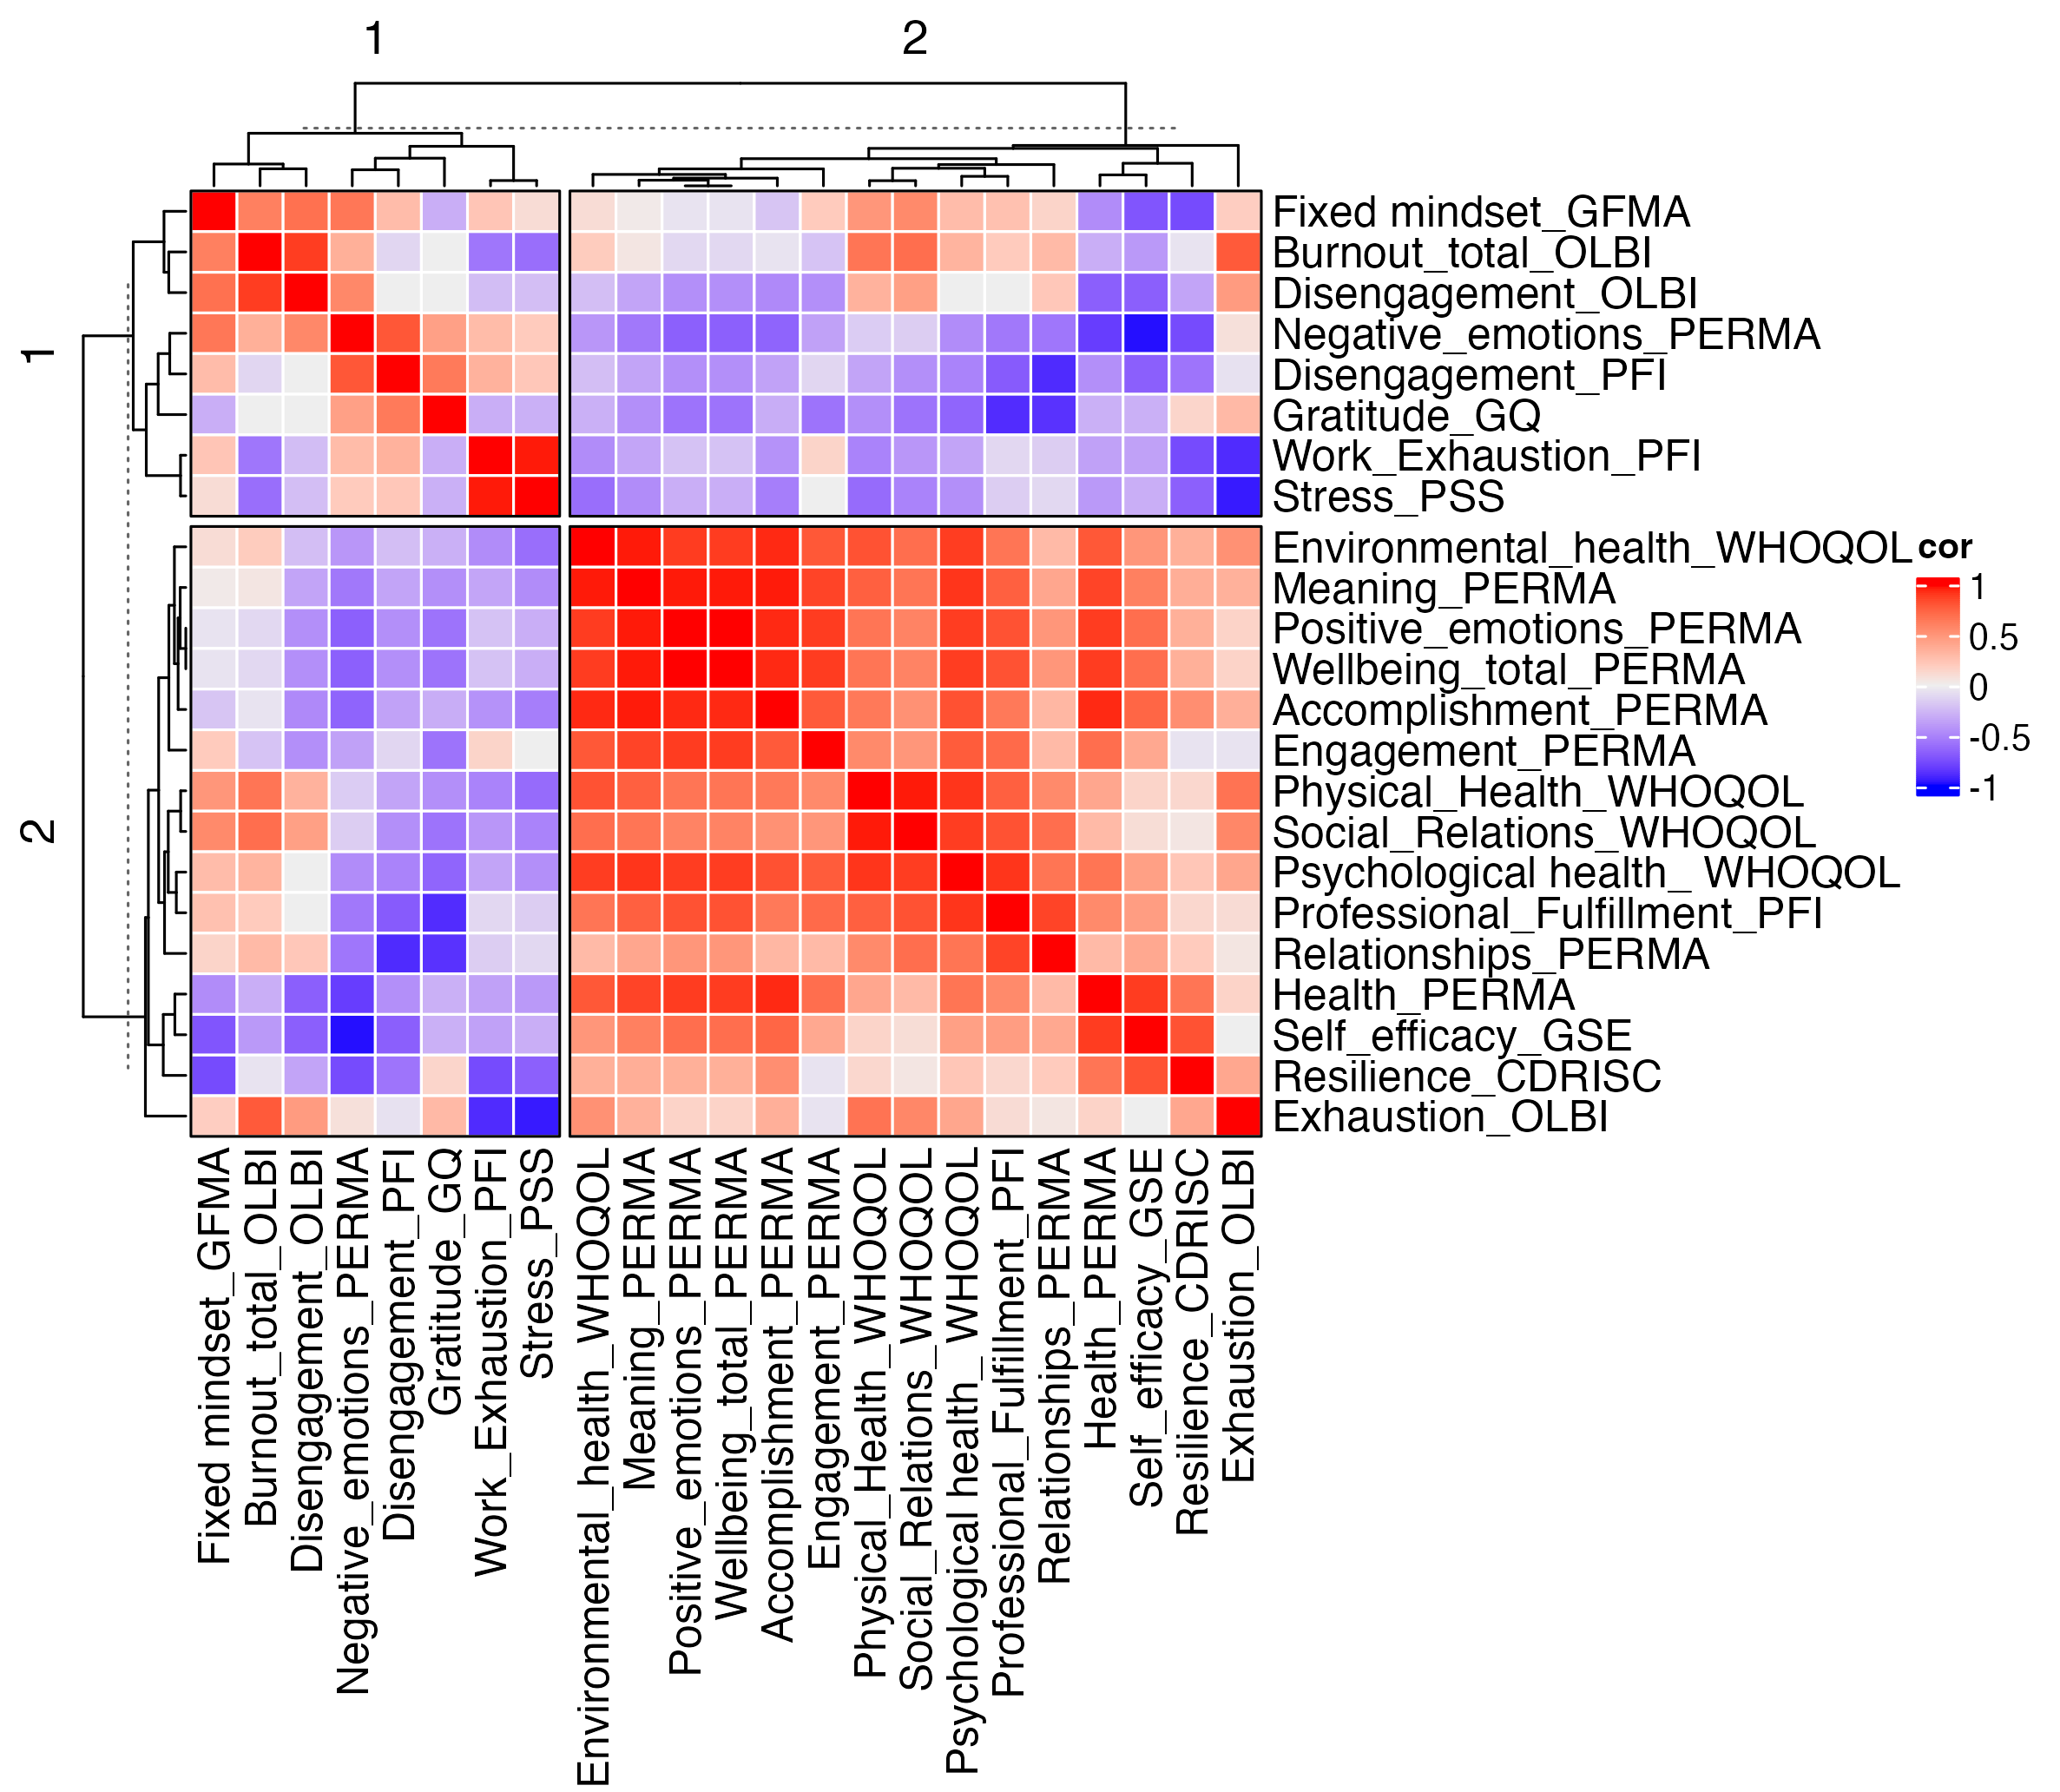 1
2
1
2
Fixed mindset_GFMA
Burnout_total_OLBI
Disengagement_OLBI
Negative_emotions_PERMA
Disengagement_PFI
Gratitude_GQ
Work_Exhaustion_PFI
Stress_PSS
Environmental_health_WHOQOL
Meaning_PERMA
Positive_emotions_PERMA
Wellbeing_total_PERMA
Accomplishment_PERMA
Engagement_PERMA
Physical_Health_WHOQOL
Social_Relations_WHOQOL
Psychological health_ WHOQOL
Professional_Fulfillment_PFI
Relationships_PERMA
Health_PERMA
Self_efficacy_GSE
Resilience_CDRISC
Exhaustion_OLBI
cor
1
0.5
0
-0.5
-1
Fixed mindset_GFMA
Burnout_total_OLBI
Disengagement_OLBI
Negative_emotions_PERMA
Disengagement_PFI
Gratitude_GQ
Work_Exhaustion_PFI
Stress_PSS
Environmental_health_WHOQOL
Meaning_PERMA
Positive_emotions_PERMA
Wellbeing_total_PERMA
Accomplishment_PERMA
Engagement_PERMA
Physical_Health_WHOQOL
Social_Relations_WHOQOL
Psychological health_ WHOQOL
Professional_Fulfillment_PFI
Relationships_PERMA
Health_PERMA
Self_efficacy_GSE
Resilience_CDRISC
Exhaustion_OLBI